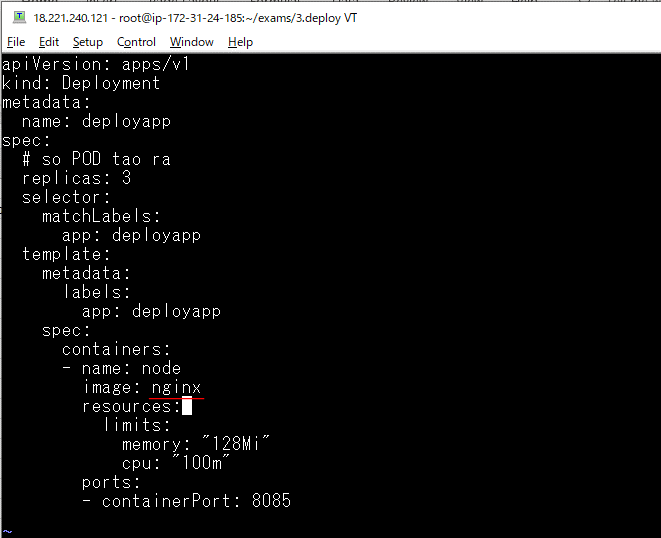 18.221.240.121 - root@ip-172-31-24-185:~/exams/3.deploy VT
File Edit Setup Control Window Help
apiVersion: apps/v1
kind: Deployment
metadata:
  name: deployapp
spec:
  # so POD tao ra
  replicas: 3
  selector:
    matchLabels:
      app: deployapp
  template:
    metadata:
      labels:
        app: deployapp
    spec:
      containers:
      - name: node
        image: nginx
        resources:
          limits:
            memory: "128Mi"
            cpu: "100m"
        ports:
        - containerPort: 8085
~